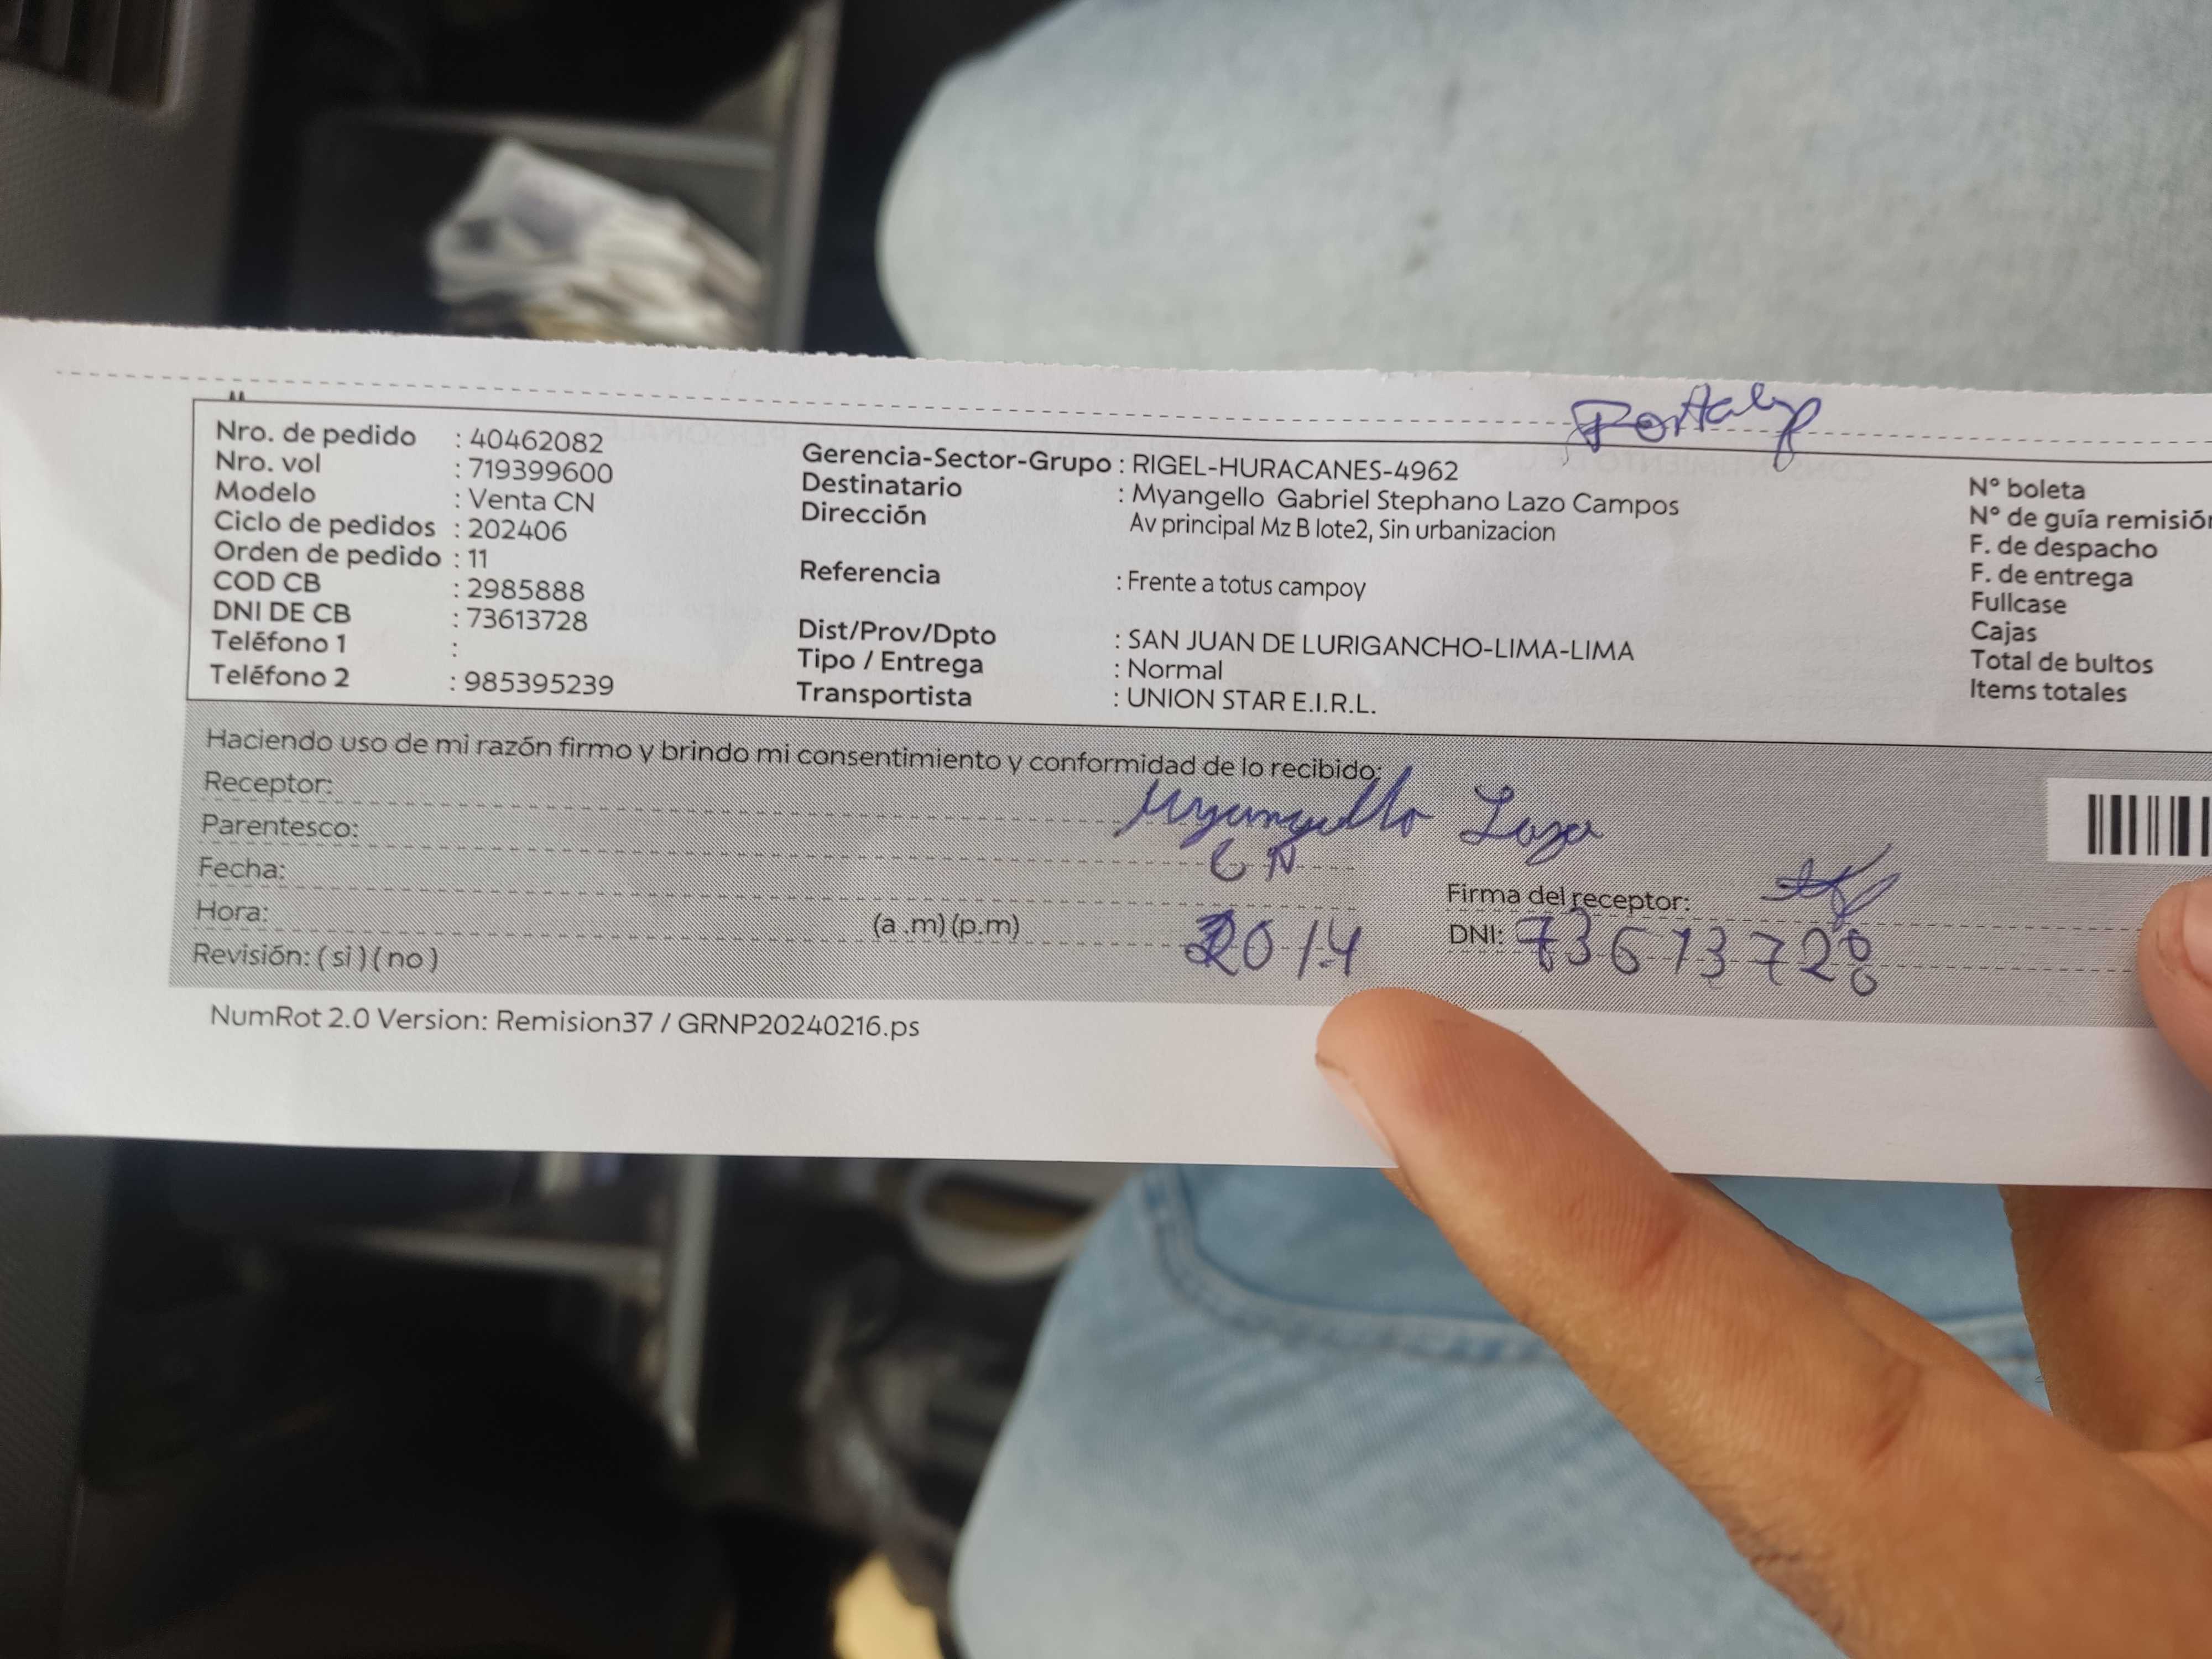 Portal
Nro. de pedido : 40462082
Nro. vol : 719399600
Modelo : Venta CN
Ciclo de pedidos : 202406
Orden de pedido : 11
COD CB : 2985888
DNI DE CB : 73613728
Teléfono 1 :
Teléfono 2 : 985395239
Gerencia-Sector-Grupo : RIGEL-HURACANES-4962
Destinatario : Myangello Gabriel Stephano Lazo Campos
Dirección Av principal Mz B lote2, Sin urbanizacion
Referencia : Frente a totus campoy
Dist/Prov/Dpto : SAN JUAN DE LURIGANCHO-LIMA-LIMA
Tipo / Entrega : Normal
Transportista : UNION STAR E.I.R.L.
N° boleta
N° de guía remisión
F. de despacho
F. de entrega
Fullcase
Cajas
Total de bultos
Items totales
Haciendo uso de mi razón firmo y brindo mi consentimiento y conformidad de lo recibido:
Receptor: Myangello Lazo
Parentesco: CN
Fecha:
Hora: (a .m) (p.m) 20/4
Revisión: ( si ) ( no )
Firma del receptor:
DNI: 73613728
NumRot 2.0 Version: Remision37 / GRNP20240216.ps